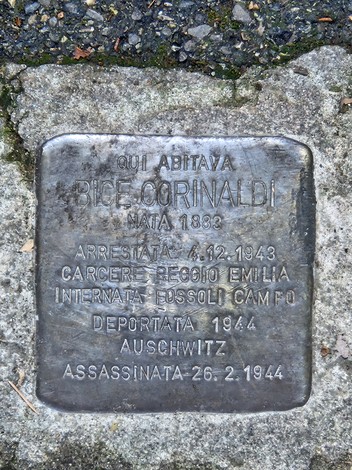 QUI ABITAVA
BICE CORINALDI
NATA 1883
ARRESTATA 4.12.1943
CARCERE REGGIO EMILIA
INTERNATA FOSSOLI CAMPO
DEPORTATA 1944
AUSCHWITZ
ASSASSINATA 26.2.1944